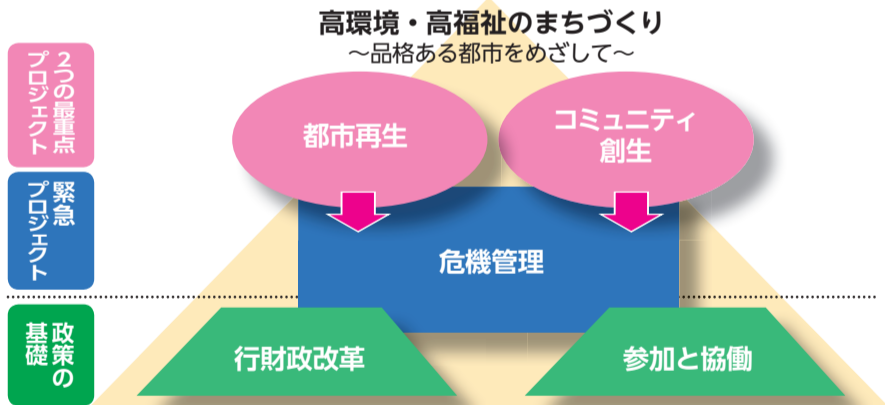 高環境・高福祉のまちづくり
～品格ある都市をめざして～
２つの最重点
プロジェクト
都市再生
コミュニティ
創生
緊急
プロジェクト
危機管理
政策の
基礎
行財政改革
参加と協働